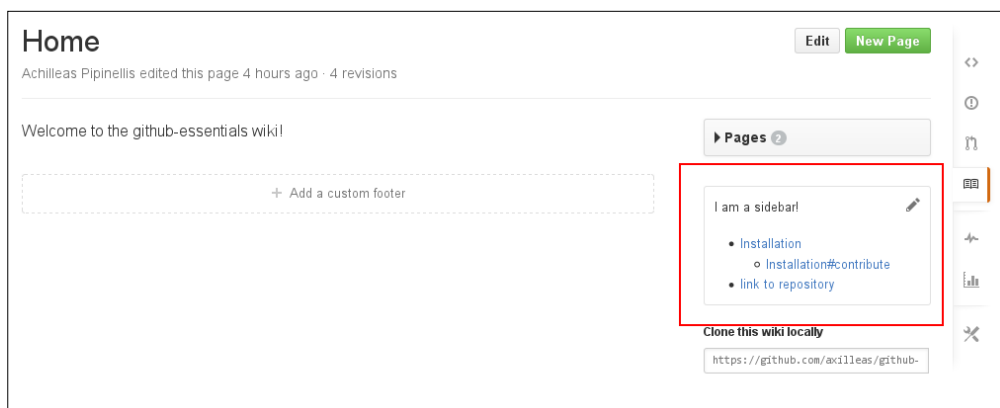 Home
Edit
New Page
Achilleas Pipinellis edited this page 4 hours ago · 4 revisions
Welcome to the github-essentials wiki!
Pages 2
+ Add a custom footer
I am a sidebar!
Installation
Installation#contribute
link to repository
Clone this wiki locally
https://github.com/axilleas/github-